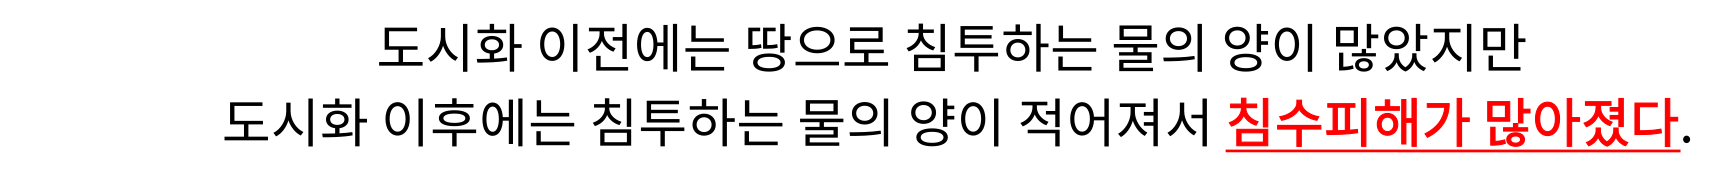 도시화 이전에는 땅으로 침투하는 물의 양이 많았지만
도시화 이후에는 침투하는 물의 양이 적어져서 침수피해가 많아졌다.